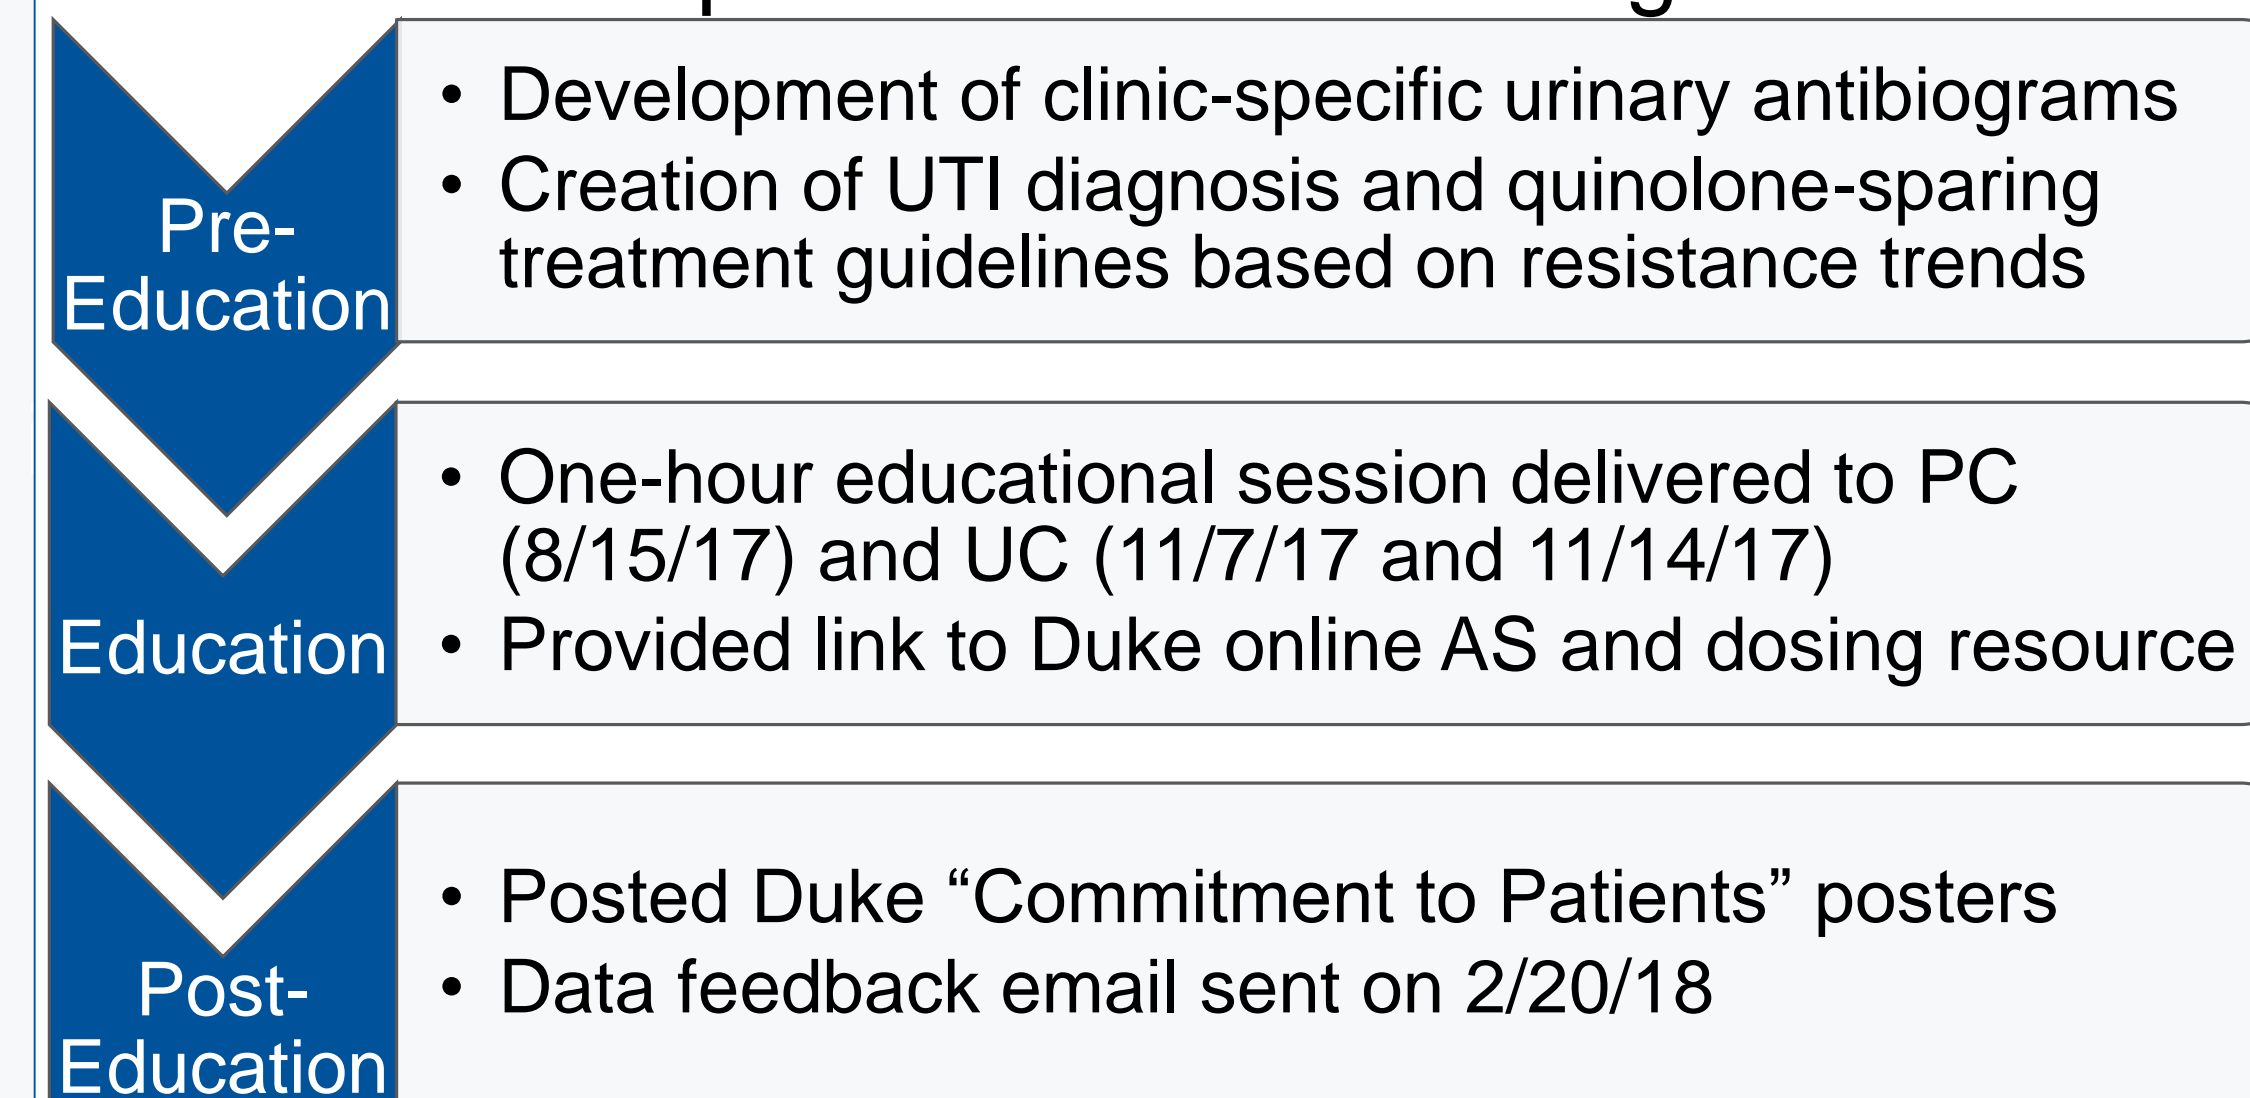 Pre-
Education
• Development of clinic-specific urinary antibiograms
• Creation of UTI diagnosis and quinolone-sparing
treatment guidelines based on resistance trends
Education
• One-hour educational session delivered to PC
(8/15/17) and UC (11/7/17 and 11/14/17)
• Provided link to Duke online AS and dosing resource
Post-
Education
• Posted Duke “Commitment to Patients” posters
• Data feedback email sent on 2/20/18